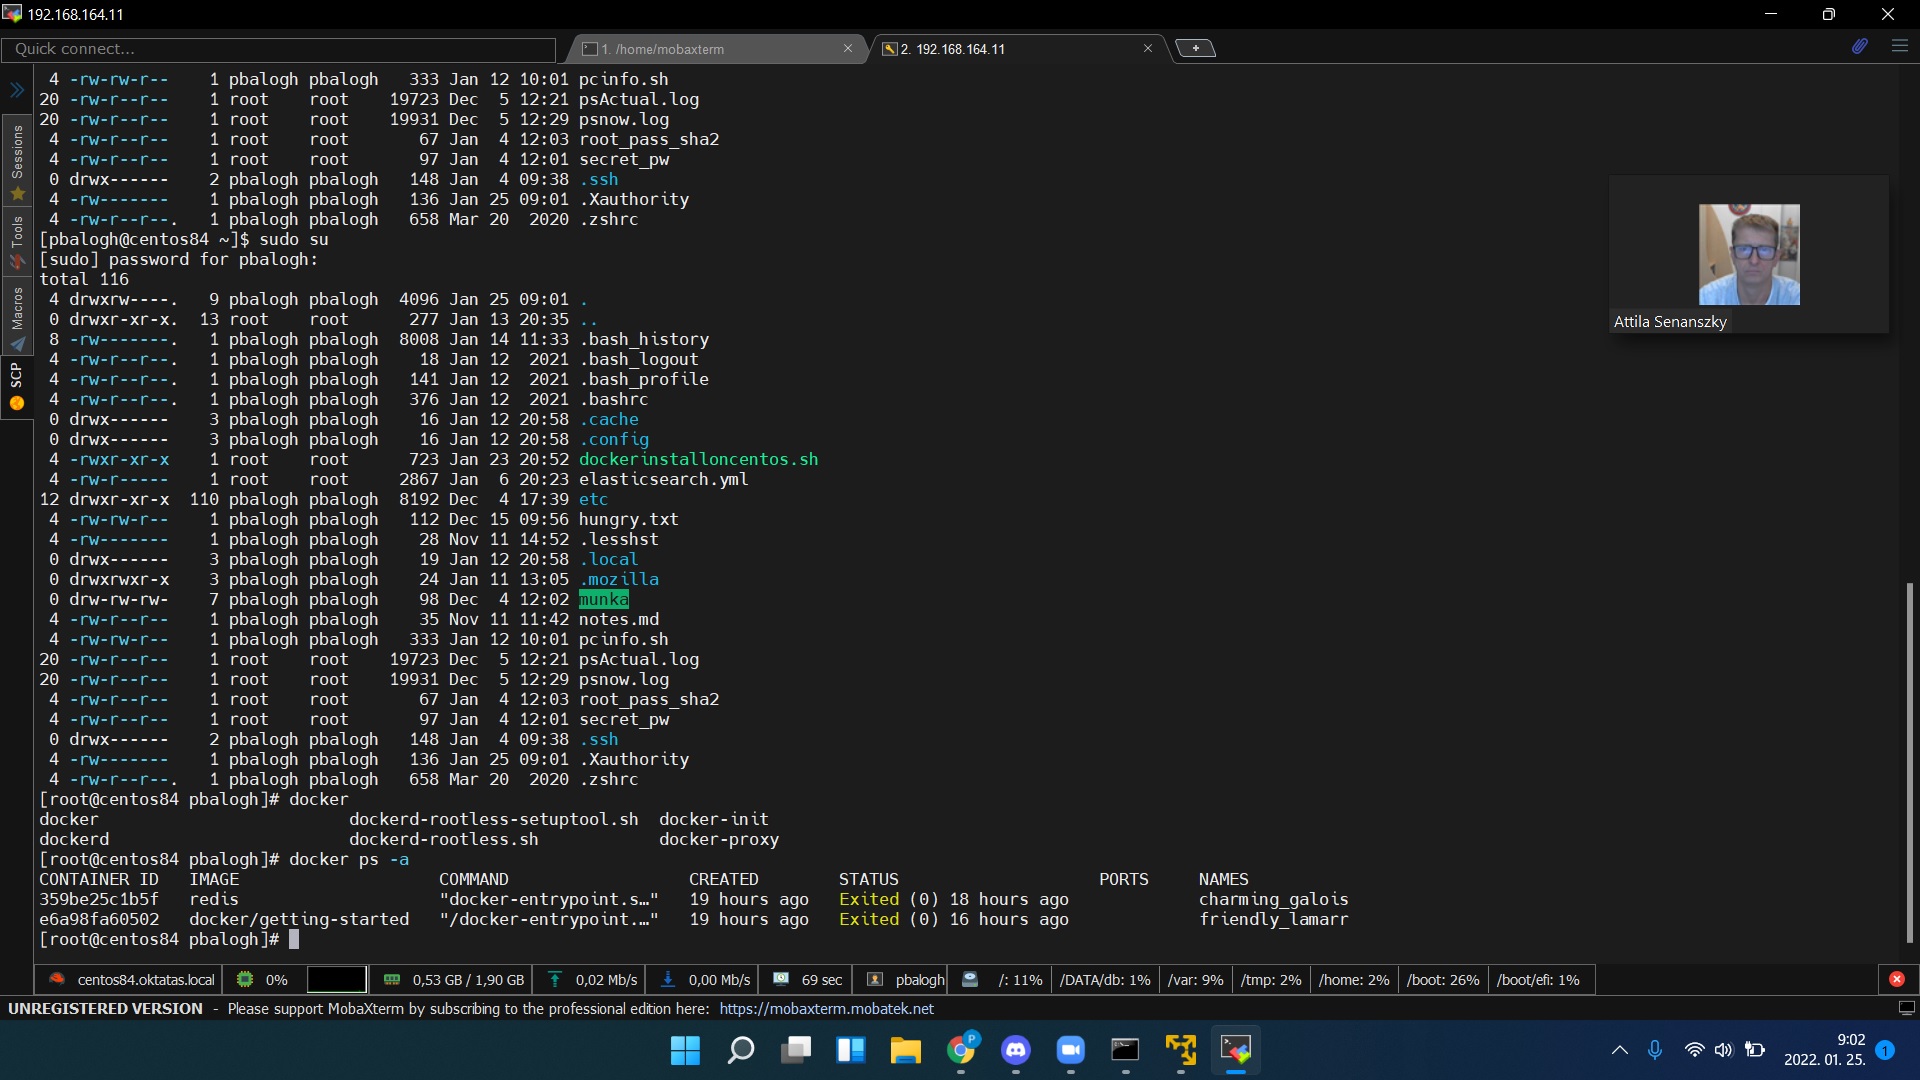 192.168.164.11
Quick connect...
1. /home/mobaxterm
2. 192.168.164.11
Sessions
Tools
Macros
SCP
4 -rw-rw-r--    1 pbalogh pbalogh   333 Jan 12 10:01 pcinfo.sh
20 -rw-r--r--    1 root    root    19723 Dec  5 12:21 psActual.log
20 -rw-r--r--    1 root    root    19931 Dec  5 12:29 psnow.log
4 -rw-r--r--    1 root    root       67 Jan  4 12:03 root_pass_sha2
4 -rw-r--r--    1 root    root       97 Jan  4 12:01 secret_pw
0 drwx------    2 pbalogh pbalogh   148 Jan  4 09:38 .ssh
4 -rw-------    1 pbalogh pbalogh   136 Jan 25 09:01 .Xauthority
4 -rw-r--r--.   1 pbalogh pbalogh   658 Mar 20  2020 .zshrc
[pbalogh@centos84 ~]$ sudo su
[sudo] password for pbalogh:
total 116
4 drwxrw----.   9 pbalogh pbalogh  4096 Jan 25 09:01 .
0 drwxr-xr-x.  13 root    root      277 Jan 13 20:35 ..
8 -rw-------.   1 pbalogh pbalogh  8008 Jan 14 11:33 .bash_history
4 -rw-r--r--.   1 pbalogh pbalogh    18 Jan 12  2021 .bash_logout
4 -rw-r--r--.   1 pbalogh pbalogh   141 Jan 12  2021 .bash_profile
4 -rw-r--r--.   1 pbalogh pbalogh   376 Jan 12  2021 .bashrc
0 drwx------    3 pbalogh pbalogh    16 Jan 12 20:58 .cache
0 drwx------    3 pbalogh pbalogh    16 Jan 12 20:58 .config
4 -rwxr-xr-x    1 root    root      723 Jan 23 20:52 dockerinstalloncentos.sh
4 -rw-r-----    1 root    root     2867 Jan  6 20:23 elasticsearch.yml
12 drwxr-xr-x  110 pbalogh pbalogh  8192 Dec  4 17:39 etc
4 -rw-rw-r--    1 pbalogh pbalogh   112 Dec 15 09:56 hungry.txt
4 -rw-------    1 pbalogh pbalogh    28 Nov 11 14:52 .lesshst
0 drwx------    3 pbalogh pbalogh    19 Jan 12 20:58 .local
0 drwxrwxr-x    3 pbalogh pbalogh    24 Jan 11 13:05 .mozilla
0 drw-rw-rw-    7 pbalogh pbalogh    98 Dec  4 12:02 munka
4 -rw-r--r--    1 pbalogh pbalogh    35 Nov 11 11:42 notes.md
4 -rw-rw-r--    1 pbalogh pbalogh   333 Jan 12 10:01 pcinfo.sh
20 -rw-r--r--    1 root    root    19723 Dec  5 12:21 psActual.log
20 -rw-r--r--    1 root    root    19931 Dec  5 12:29 psnow.log
4 -rw-r--r--    1 root    root       67 Jan  4 12:03 root_pass_sha2
4 -rw-r--r--    1 root    root       97 Jan  4 12:01 secret_pw
0 drwx------    2 pbalogh pbalogh   148 Jan  4 09:38 .ssh
4 -rw-------    1 pbalogh pbalogh   136 Jan 25 09:01 .Xauthority
4 -rw-r--r--.   1 pbalogh pbalogh   658 Mar 20  2020 .zshrc
[root@centos84 pbalogh]# docker
docker                         dockerd-rootless-setuptool.sh  docker-init
dockerd                        dockerd-rootless.sh            docker-proxy
[root@centos84 pbalogh]# docker ps -a
CONTAINER ID   IMAGE                    COMMAND                  CREATED        STATUS                    PORTS     NAMES
359be25c1b5f   redis                    "docker-entrypoint.s…"   19 hours ago   Exited (0) 18 hours ago             charming_galois
e6a98fa60502   docker/getting-started   "/docker-entrypoint.…"   19 hours ago   Exited (0) 16 hours ago             friendly_lamarr
[root@centos84 pbalogh]#
Attila Senanszky
centos84.oktatas.local 0% 0,53 GB / 1,90 GB 0,02 Mb/s 0,00 Mb/s 69 sec pbalogh /: 11% /DATA/db: 1% /var: 9% /tmp: 2% /home: 2% /boot: 26% /boot/efi: 1%
UNREGISTERED VERSION - Please support MobaXterm by subscribing to the professional edition here: https://mobaxterm.mobatek.net
P
9:02
2022. 01. 25.
1